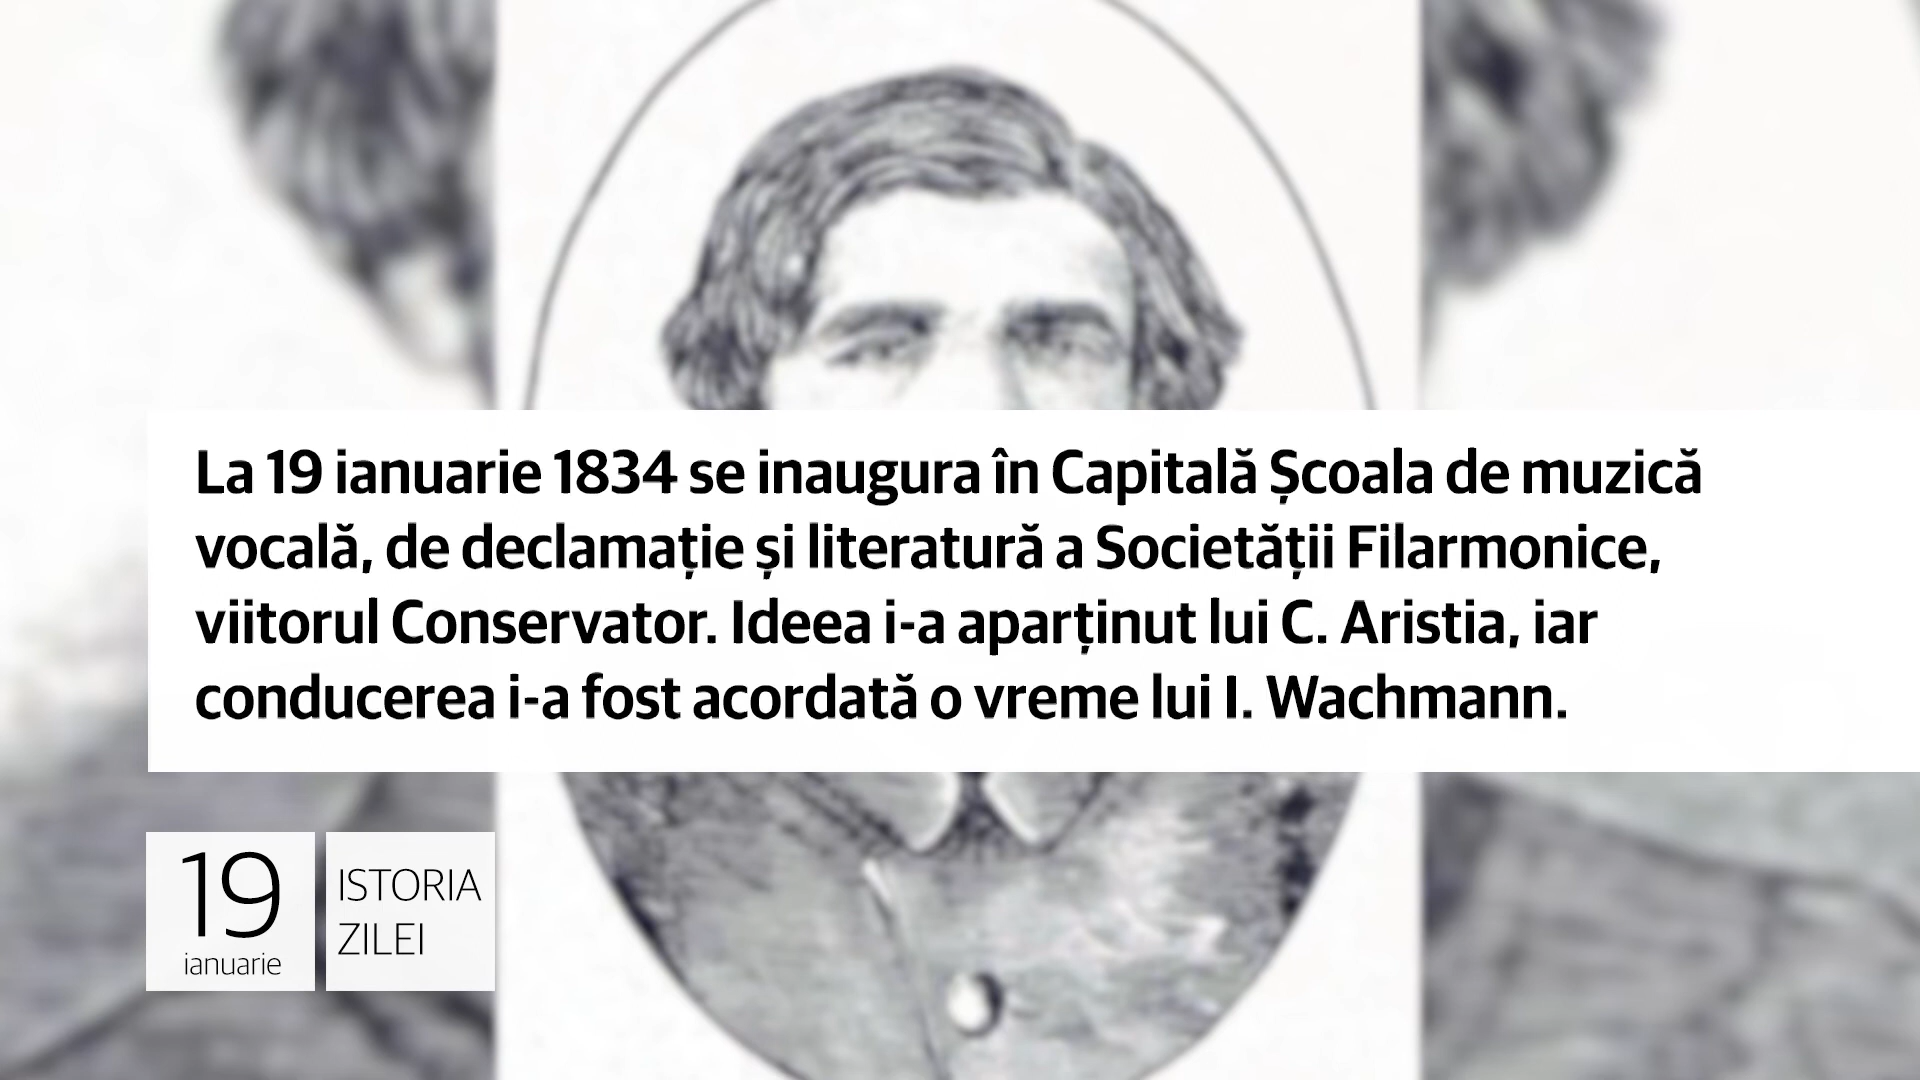 La 19 ianuarie 1834 se inaugura în Capitală Școala de muzică
vocală, de declamație și literatură a Societății Filarmonice,
viitorul Conservator. Ideea i-a aparținut lui C. Aristia, iar
conducerea i-a fost acordată o vreme lui I. Wachmann.
19
ianuarie
ISTORIA
ZILEI